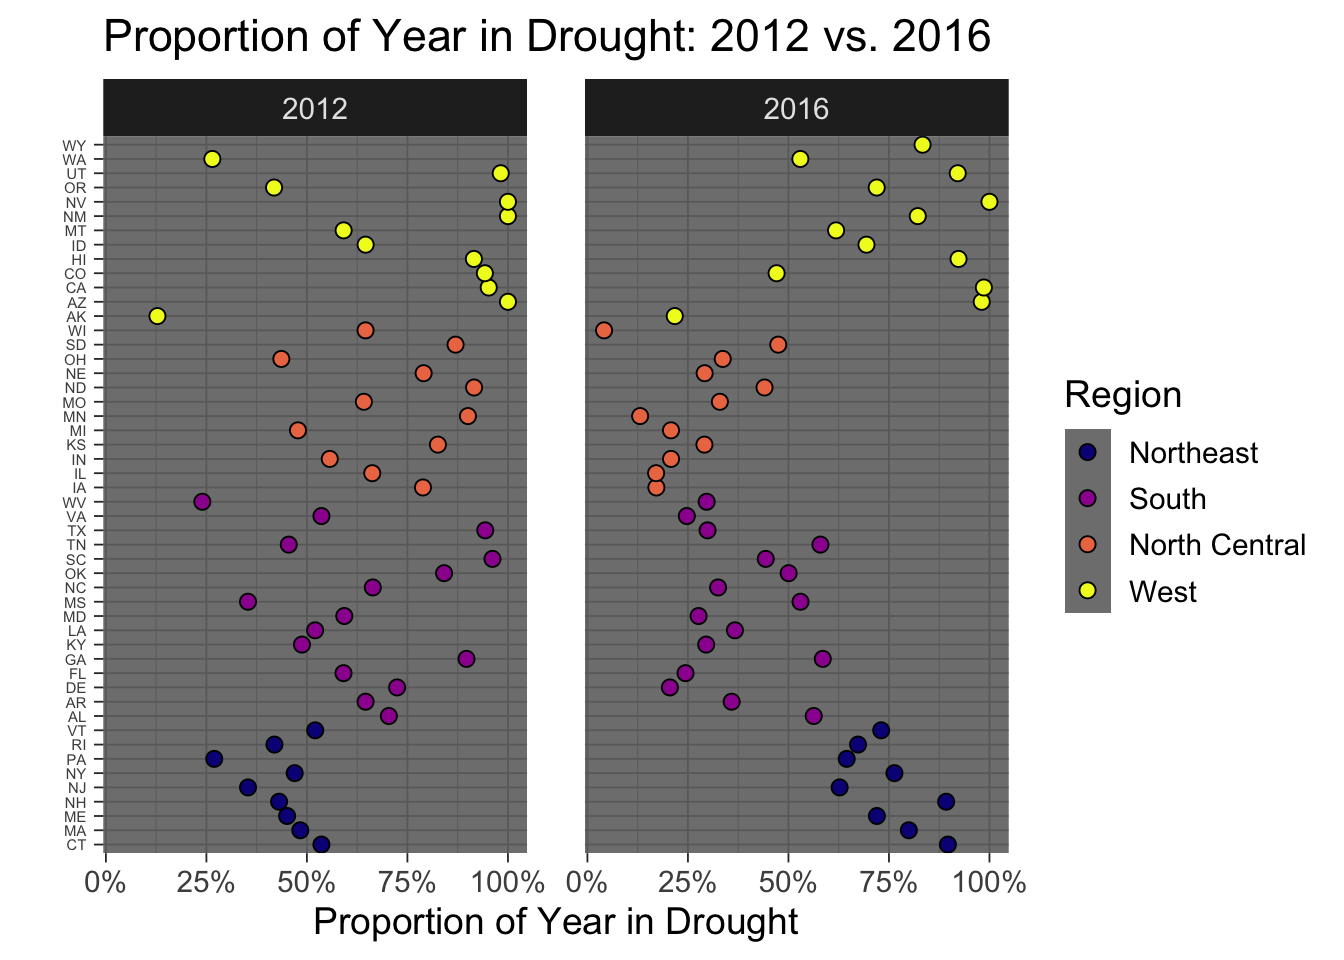 Proportion of Year in Drought: 2012 vs. 2016
2012
2016
WY
WA
UT
OR
NV
NM
MT
ID
HI
CO
CA
AZ
AK
WI
SD
OH
NE
ND
MO
MN
MI
KS
IN
IL
IA
WV
VA
TX
TN
SC
OK
NC
MS
MD
LA
KY
GA
FL
DE
AR
AL
VT
RI
PA
NY
NJ
NH
ME
MA
CT
0% 25% 50% 75% 100% 0% 25% 50% 75% 100%
Proportion of Year in Drought
Region
Northeast
South
North Central
West